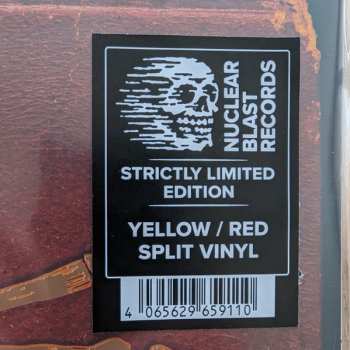 NUCLEAR
BLAST
RECORDS
STRICTLY LIMITED
EDITION
YELLOW / RED
SPLIT VINYL
4 065629 659110